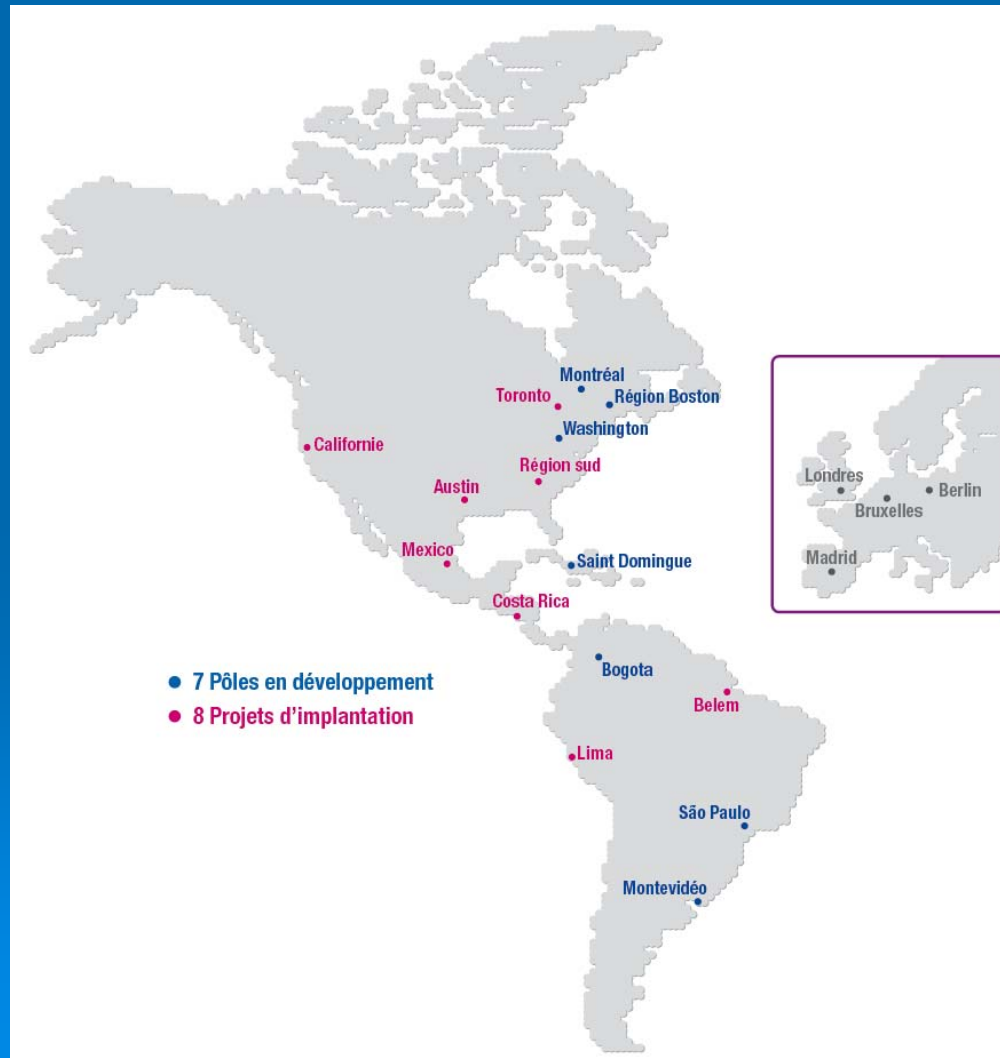 Montréal
Toronto
Région Boston
Washington
Californie
Région sud
Austin
Mexico
Saint Domingue
Costa Rica
Bogota
Belem
Lima
São Paulo
Montevidéo
7 Pôles en développement
8 Projets d'implantation
Londres
Berlin
Bruxelles
Madrid